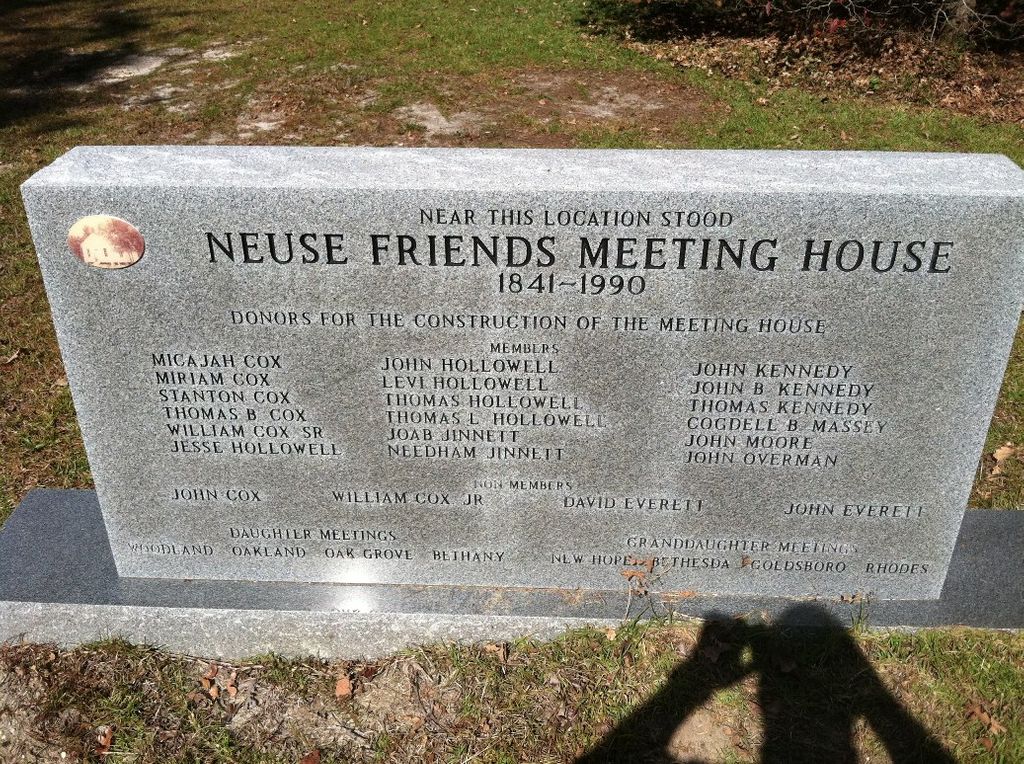 NEAR THIS LOCATION STOOD
NEUSE FRIENDS MEETING HOUSE
1841~1990
DONORS FOR THE CONSTRUCTION OF THE MEETING HOUSE
MEMBERS
MICAJAH COX
MIRIAM COX
STANTON COX
THOMAS B COX
WILLIAM COX SR
JESSE HOLLOWELL
JOHN HOLLOWELL
LEVI HOLLOWELL
THOMAS HOLLOWELL
THOMAS L HOLLOWELL
JOAB JINNETT
NEEDHAM JINNETT
JOHN KENNEDY
JOHN B KENNEDY
THOMAS KENNEDY
COGDELL B MASSEY
JOHN MOORE
JOHN OVERMAN
NON MEMBERS
JOHN COX WILLIAM COX JR DAVID EVERETT JOHN EVERETT
DAUGHTER MEETINGS
WOODLAND OAKLAND OAK GROVE BETHANY
GRANDDAUGHTER MEETINGS
NEW HOPE BETHESDA GOLDSBORO RHODES